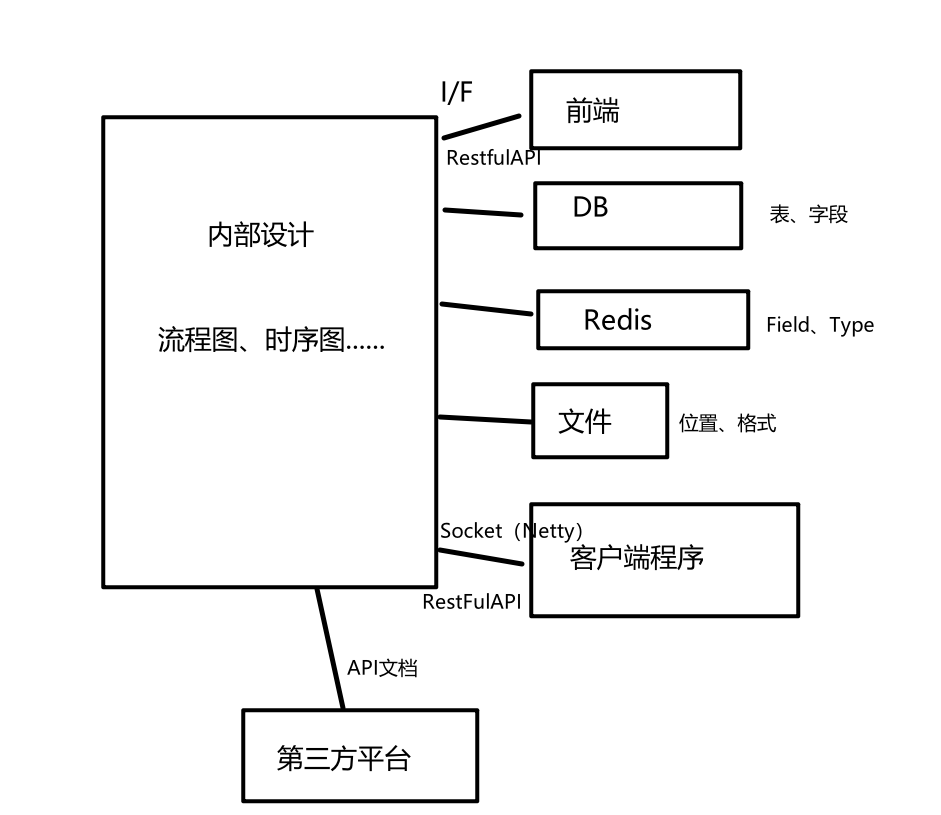 I/F
前端
RestfulAPI
内部设计
DB
表、字段
流程图、时序图......
Redis
Field、Type
文件
位置、格式
Socket（Netty）
客户端程序
RestFulAPI
API文档
第三方平台